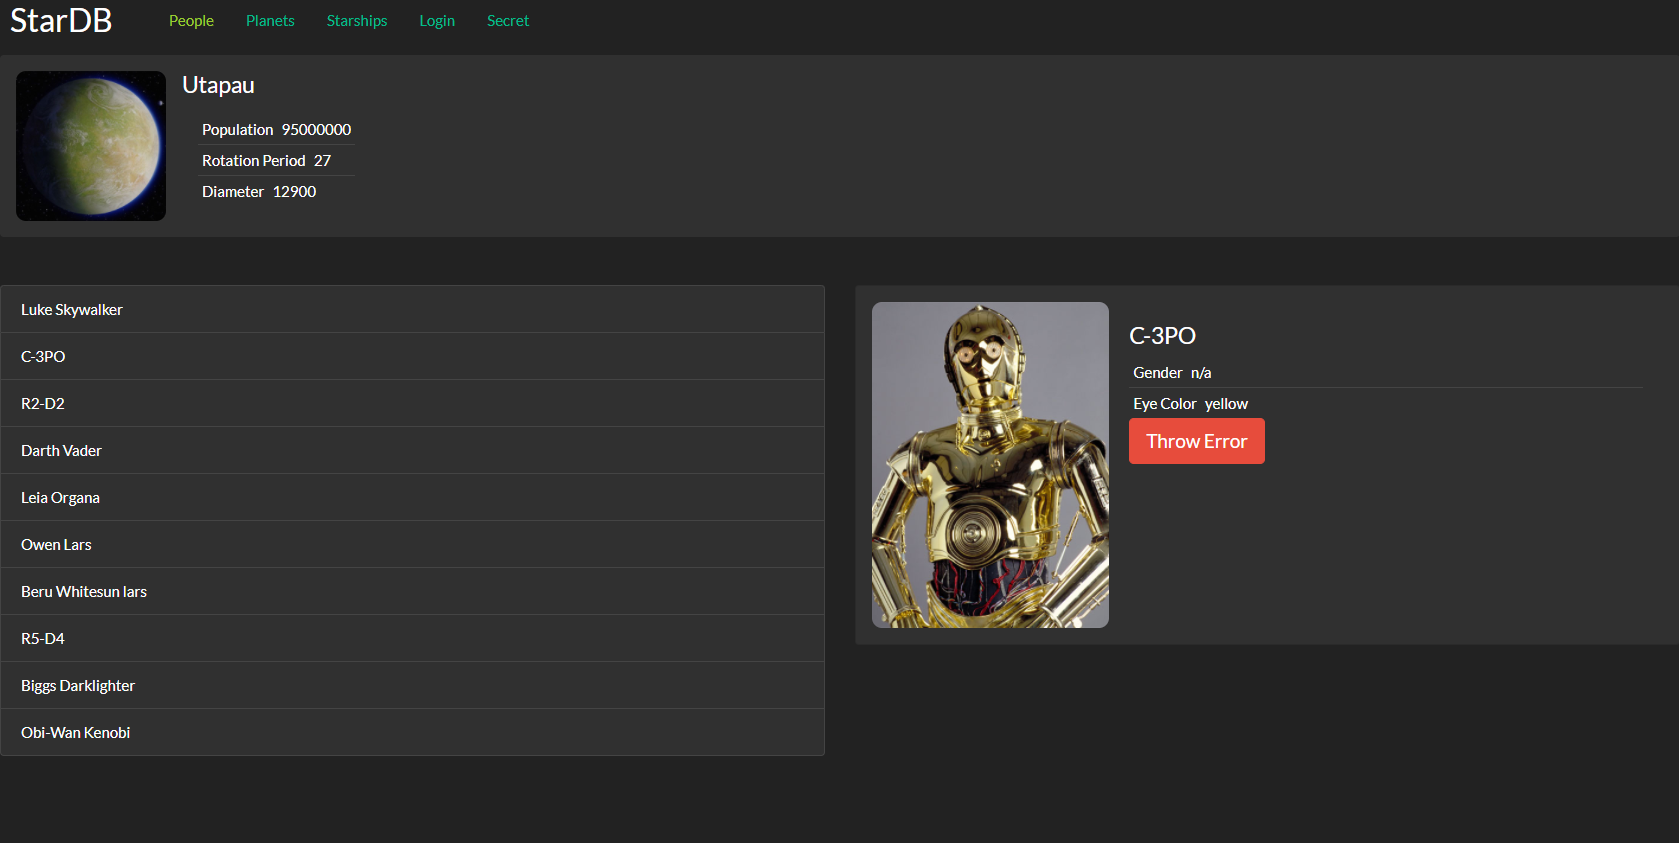 StarDB People Planets Starships Login Secret
Utapau
Population 95000000
Rotation Period 27
Diameter 12900
Luke Skywalker
C-3PO
R2-D2
Darth Vader
Leia Organa
Owen Lars
Beru Whitesun lars
R5-D4
Biggs Darklighter
Obi-Wan Kenobi
C-3PO
Gender n/a
Eye Color yellow
Throw Error